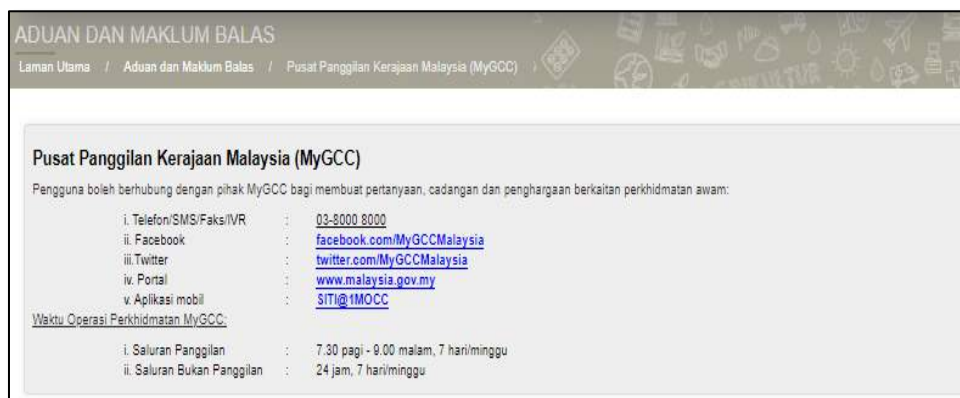 ADUAN DAN MAKLUM BALAS
Laman Utama / Aduan dan Maklum Balas / Pusat Panggilan Kerajaan Malaysia (MyGCC)
Pusat Panggilan Kerajaan Malaysia (MyGCC)
Pengguna boleh berhubung dengan pihak MyGCC bagi membuat pertanyaan, cadangan dan penghargaan berkaitan perkhidmatan awam:
i. Telefon/SMS/Faks/IVR : 03-8000 8000
ii. Facebook : facebook.com/MyGCCMalaysia
iii.Twitter : twitter.com/MyGCCMalaysia
iv. Portal : www.malaysia.gov.my
v. Aplikasi mobil : SITI@1MOCC
Waktu Operasi Perkhidmatan MyGCC:
i. Saluran Panggilan : 7.30 pagi - 9.00 malam, 7 hari/minggu
ii. Saluran Bukan Panggilan : 24 jam, 7 hari/minggu